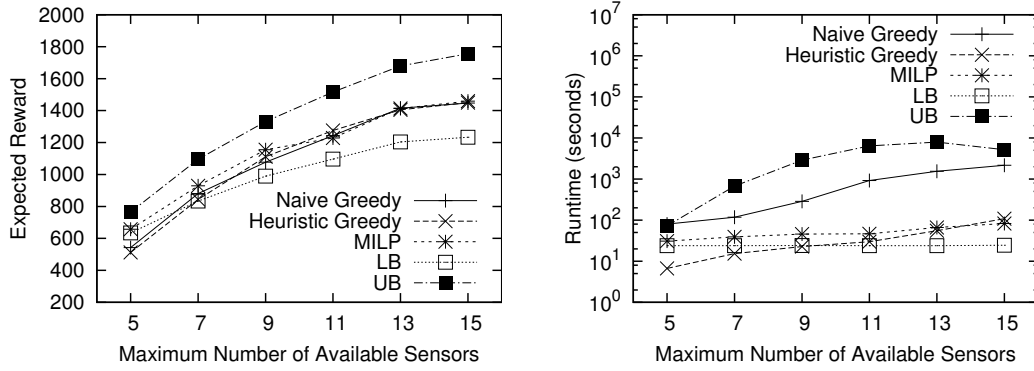 1800
1600
1400
1200
1000
800
600
400
200
Expected Reward
Naive Greedy
Heuristic Greedy
MILP
LB
UB
5 7 9 11 13 15
Maximum Number of Available Sensors
10^7
10^6
10^5
10^4
10^3
10^2
10^1
10^0
Runtime (seconds)
Naive Greedy
Heuristic Greedy
MILP
LB
UB
5 7 9 11 13 15
Maximum Number of Available Sensors